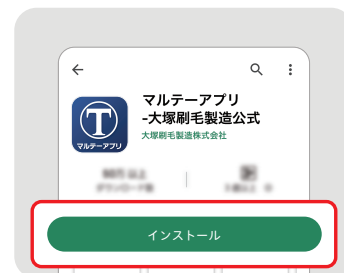 マルテーアプリ
-大塚刷毛製造公式
大塚刷毛製造株式会社
T
マルテーアプリ
インストール